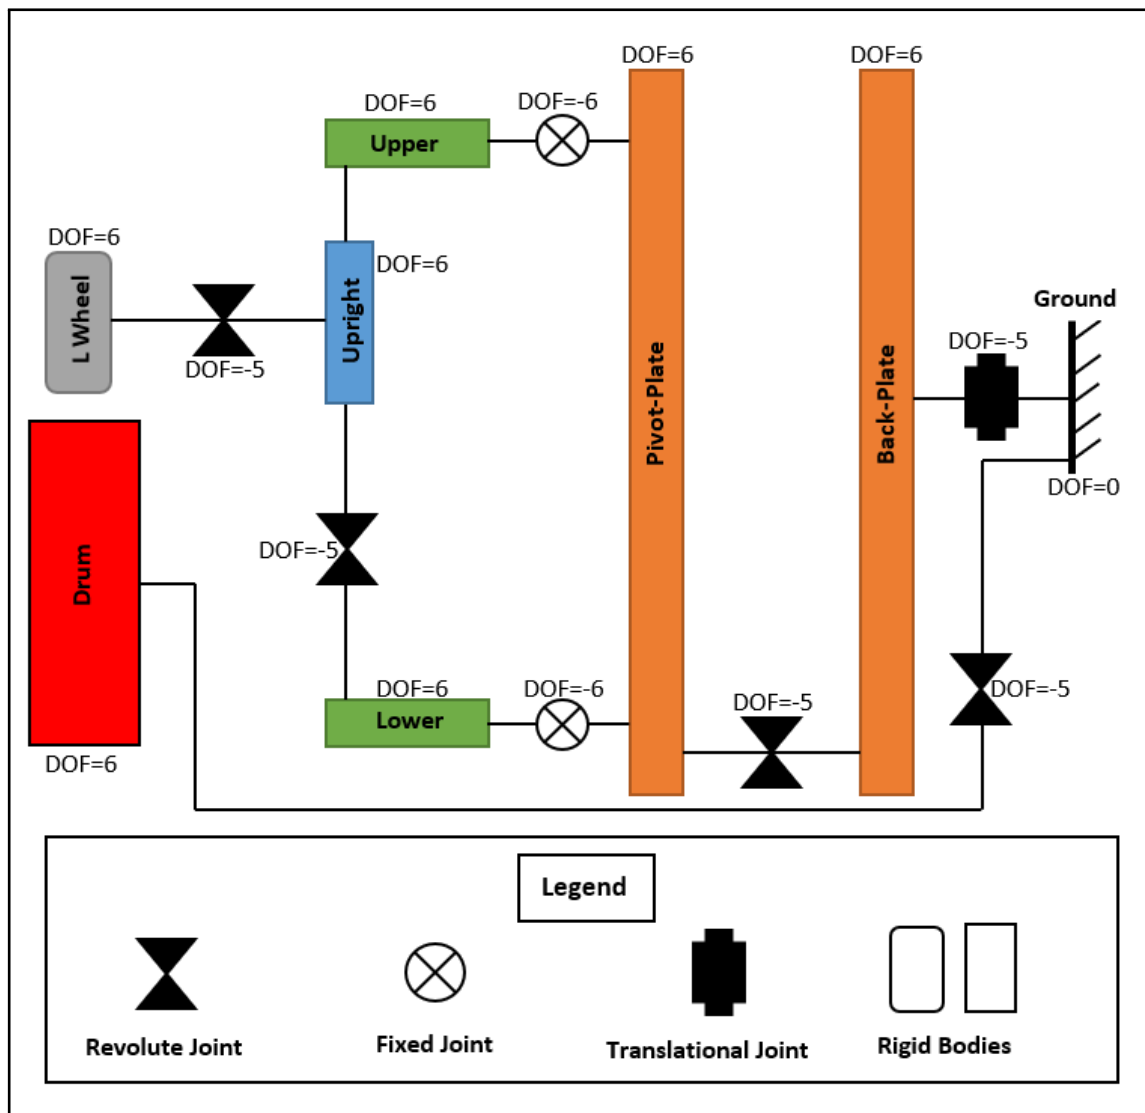 DOF=6
DOF=6
DOF=6
DOF=-6
Upper
DOF=6
DOF=6
L Wheel
Upright
DOF=-5
Ground
DOF=-5
Pivot-Plate
Back-Plate
DOF=0
DOF=-5
Drum
DOF=6
DOF=-6
DOF=-5
DOF=-5
Lower
DOF=6
Legend
Revolute Joint
Fixed Joint
Translational Joint
Rigid Bodies